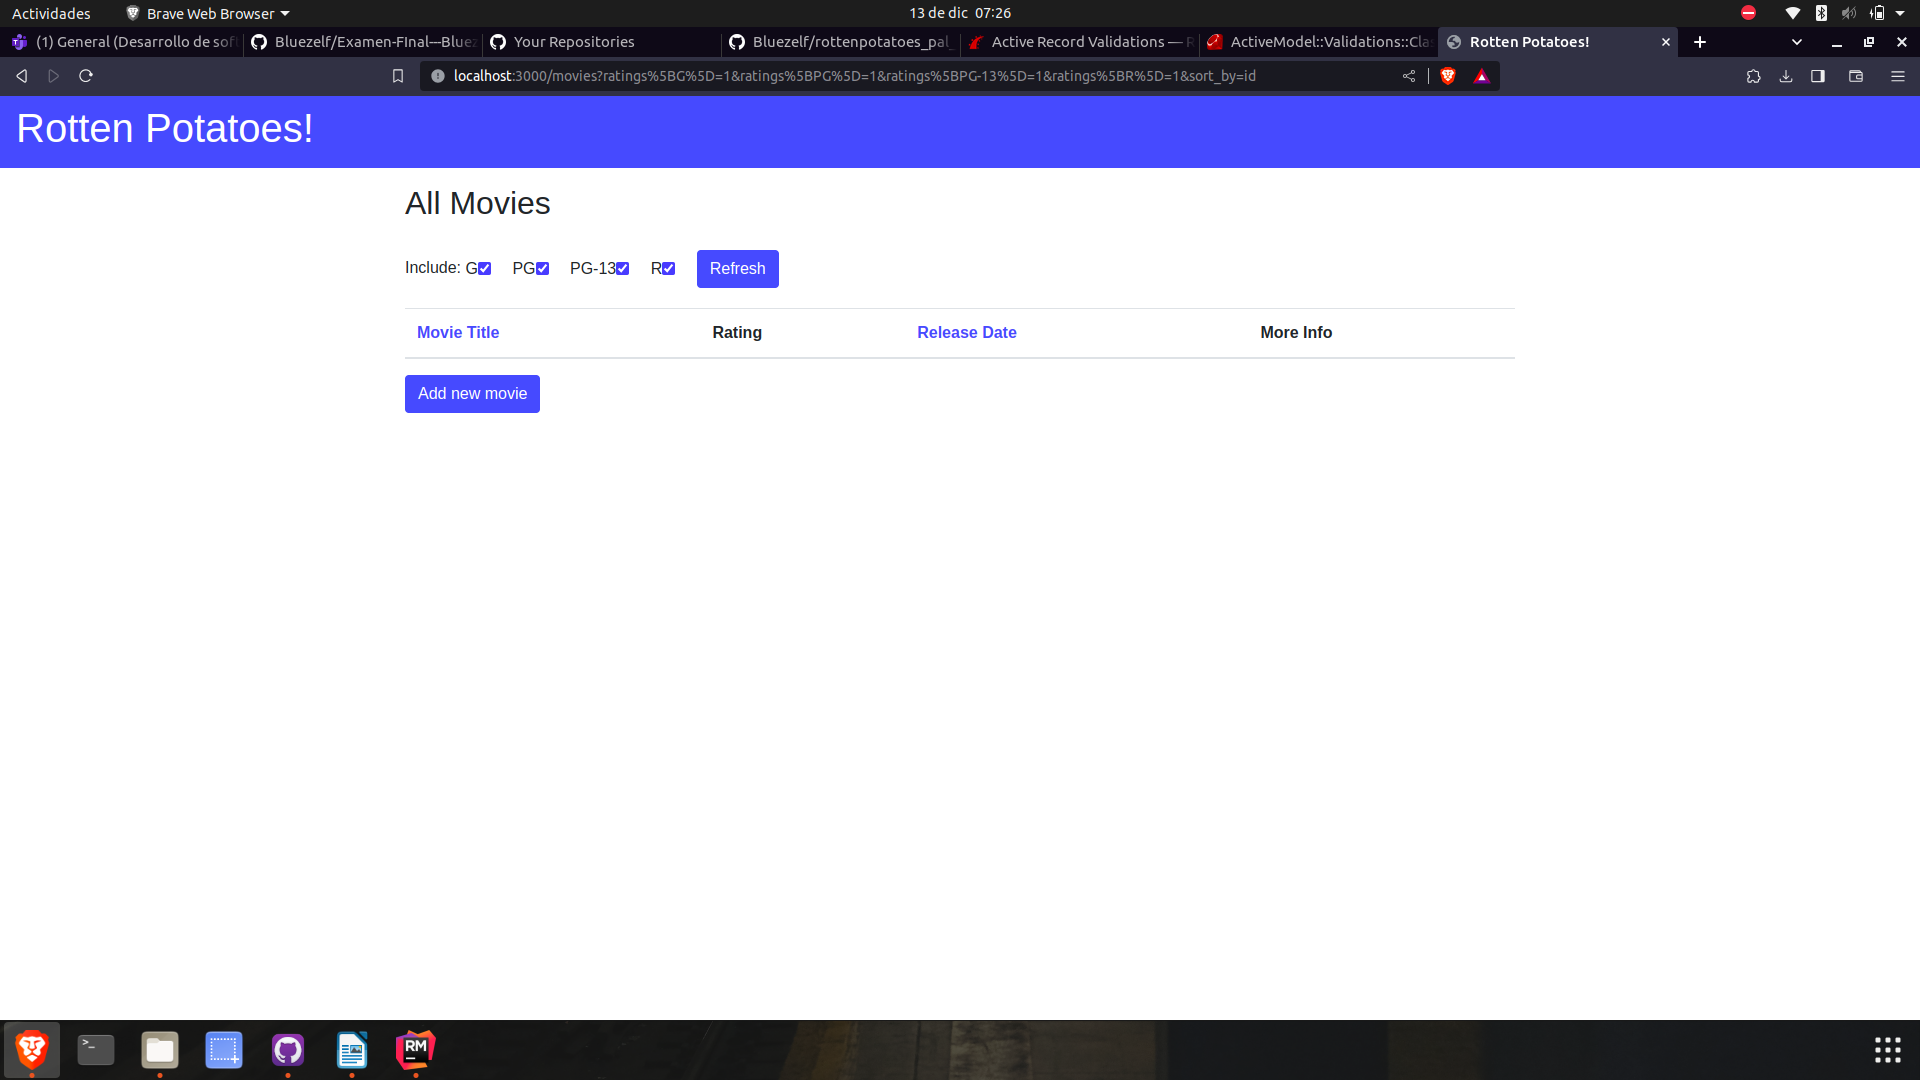 Actividades
Brave Web Browser
13 de dic 07:26
(1) General (Desarrollo de sof
Bluezelf/Examen-FInal---Bluez
Your Repositories
Bluezelf/rottenpotatoes_pal
Active Record Validations — R
ActiveModel::Validations::Clas
Rotten Potatoes!
localhost:3000/movies?ratings%5BG%5D=1&ratings%5BPG%5D=1&ratings%5BPG-13%5D=1&ratings%5BR%5D=1&sort_by=id
Rotten Potatoes!
All Movies
Include: G PG PG-13 R Refresh
Movie Title Rating Release Date More Info
Add new movie
>_
RM